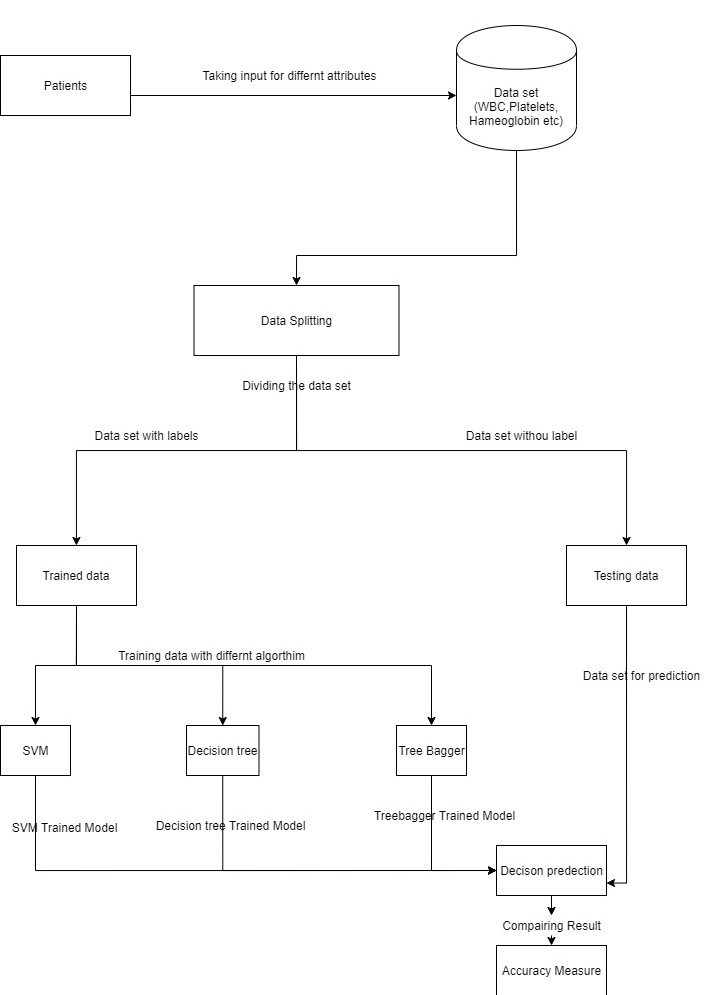 Taking input for differnt attributes
Patients
Data set
(WBC,Platelets,
Hameoglobin etc)
Data Splitting
Dividing the data set
Data set with labels
Data set withou label
Trained data
Testing data
Training data with differnt algorthim
Data set for prediction
SVM
Decision tree
Tree Bagger
SVM Trained Model
Decision tree Trained Model
Treebagger Trained Model
Decison predection
Compairing Result
Accuracy Measure